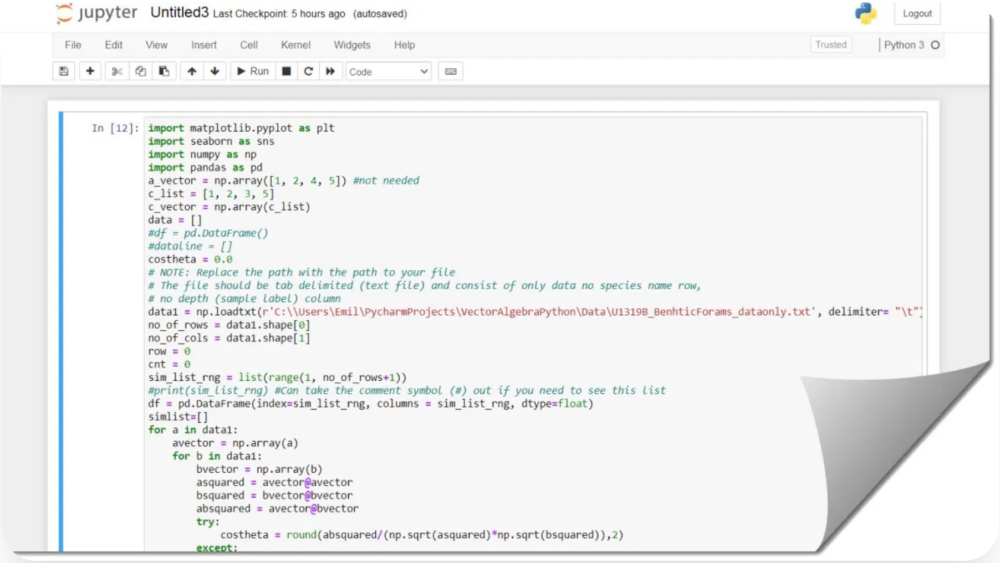 jupyter Untitled3 Last Checkpoint: 5 hours ago (autosaved) Logout
File Edit View Insert Cell Kernel Widgets Help Trusted Python 3
Run Code
In [12]: import matplotlib.pyplot as plt
import seaborn as sns
import numpy as np
import pandas as pd
a_vector = np.array([1, 2, 4, 5]) #not needed
c_list = [1, 2, 3, 5]
c_vector = np.array(c_list)
data = []
#df = pd.DataFrame()
#dataline = []
costheta = 0.0
# NOTE: Replace the path with the path to your file
# The file should be tab delimited (text file) and consist of only data no species name row,
# no depth (sample label) column
data1 = np.loadtxt(r'C:\\Users\Emil\PycharmProjects\VectorAlgebraPython\Data\U1319B_BenhticForams_dataonly.txt', delimiter= "\t")
no_of_rows = data1.shape[0]
no_of_cols = data1.shape[1]
row = 0
cnt = 0
sim_list_rng = list(range(1, no_of_rows+1))
#print(sim_list_rng) #Can take the comment symbol (#) out if you need to see this list
df = pd.DataFrame(index=sim_list_rng, columns = sim_list_rng, dtype=float)
simlist=[]
for a in data1:
    avector = np.array(a)
    for b in data1:
        bvector = np.array(b)
        asquared = avector@avector
        bsquared = bvector@bvector
        absquared = avector@bvector
        try:
            costheta = round(absquared/(np.sqrt(asquared)*np.sqrt(bsquared)),2)
        except: